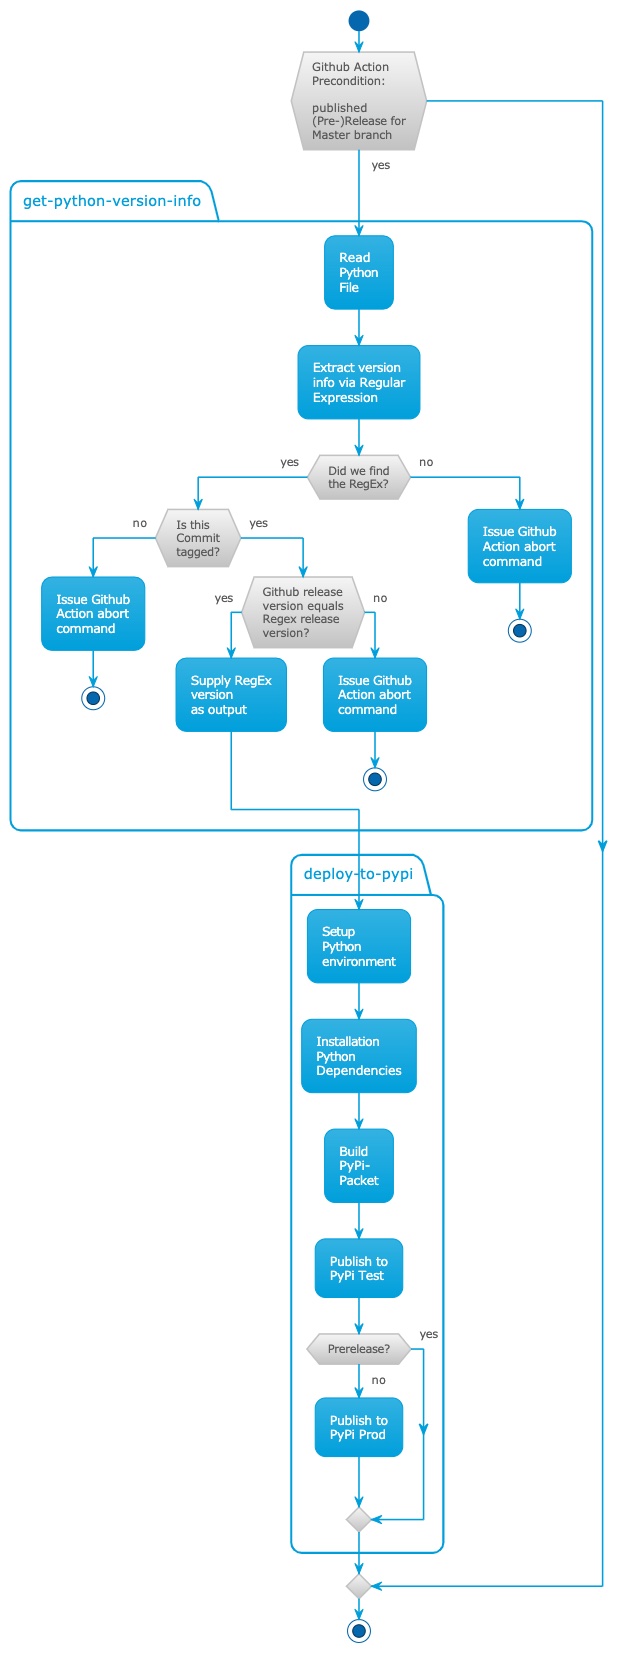 Github Action
Precondition:
published
(Pre-)Release for
Master branch
yes
get-python-version-info
Read
Python
File
Extract version
info via Regular
Expression
yes
Did we find
the RegEx?
no
no
Is this
Commit
tagged?
yes
Issue Github
Action abort
command
Issue Github
Action abort
command
yes
Github release
version equals
Regex release
version?
no
Supply RegEx
version
as output
Issue Github
Action abort
command
deploy-to-pypi
Setup
Python
environment
Installation
Python
Dependencies
Build
PyPi-
Packet
Publish to
PyPi Test
Prerelease?
yes
no
Publish to
PyPi Prod